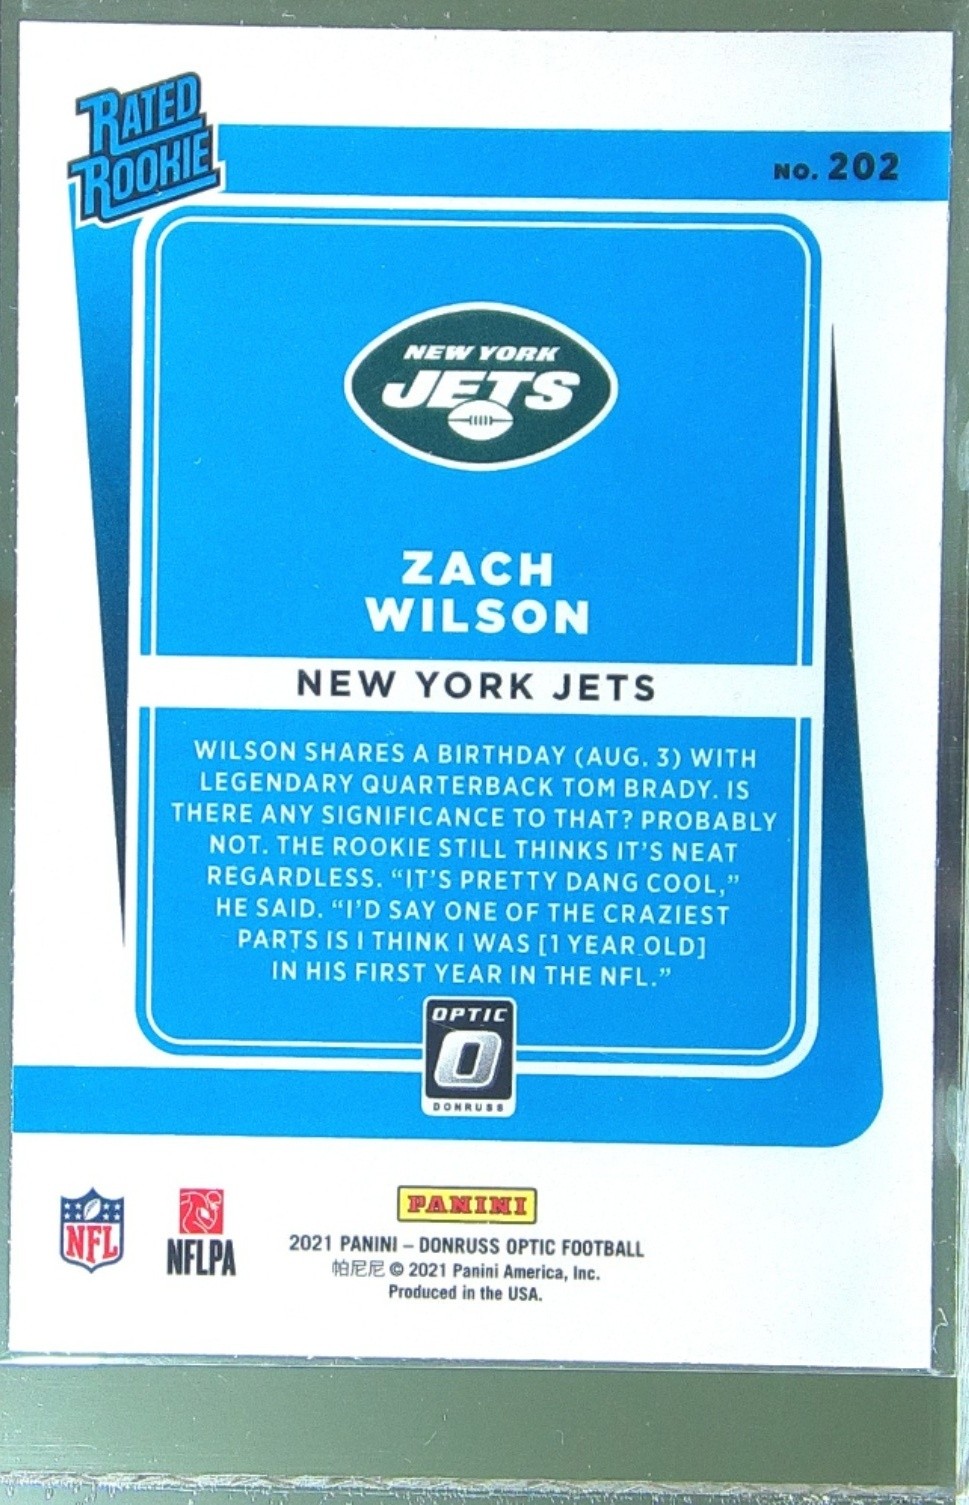 RATED
ROOKIE
NO. 202
NEW YORK
JETS
ZACH
WILSON
NEW YORK JETS
WILSON SHARES A BIRTHDAY (AUG. 3) WITH
LEGENDARY QUARTERBACK TOM BRADY. IS
THERE ANY SIGNIFICANCE TO THAT? PROBABLY
NOT. THE ROOKIE STILL THINKS IT'S NEAT
REGARDLESS. “IT'S PRETTY DANG COOL,”
HE SAID. “I'D SAY ONE OF THE CRAZIEST
PARTS IS I THINK I WAS [1 YEAR OLD]
IN HIS FIRST YEAR IN THE NFL.”
OPTIC
O
DONRUSS
NFL
NFLPA
PANINI
2021 PANINI – DONRUSS OPTIC FOOTBALL
帕尼尼 © 2021 Panini America, Inc.
Produced in the USA.